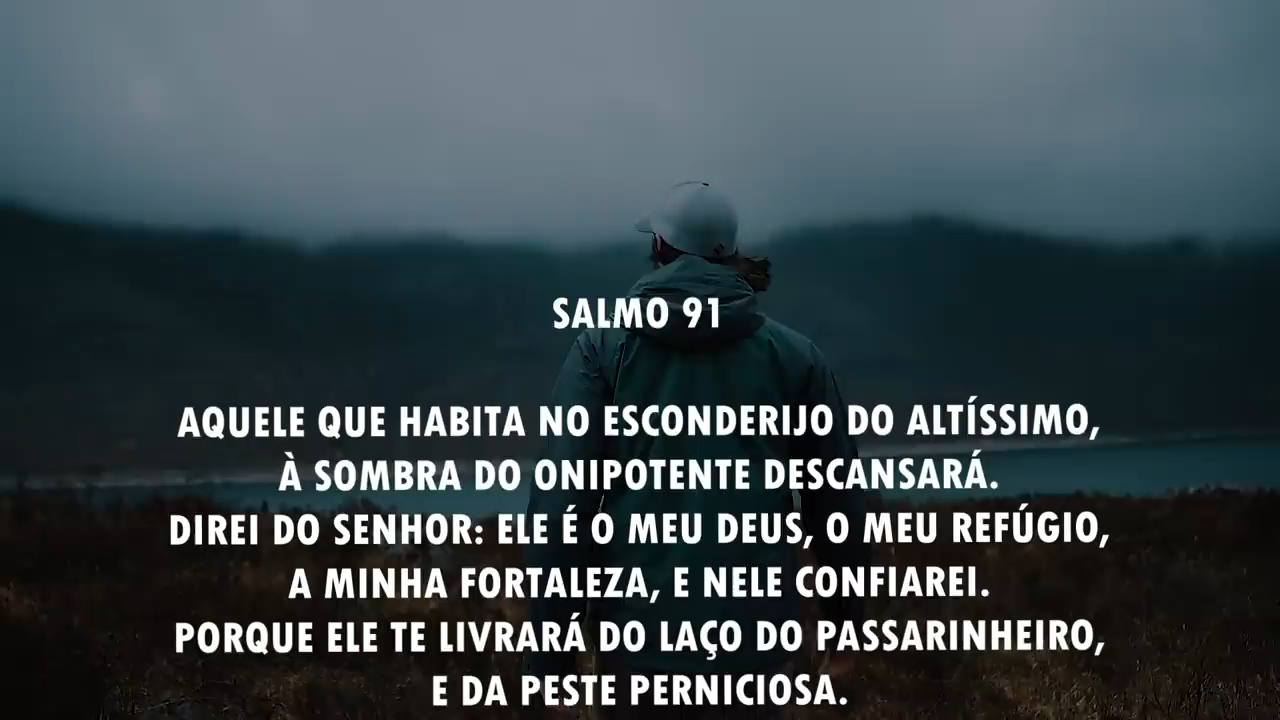 SALMO 91
AQUELE QUE HABITA NO ESCONDERIJO DO ALTÍSSIMO,
À SOMBRA DO ONIPOTENTE DESCANSARÁ.
DIREI DO SENHOR: ELE É O MEU DEUS, O MEU REFÚGIO,
A MINHA FORTALEZA, E NELE CONFIAREI.
PORQUE ELE TE LIVRARÁ DO LAÇO DO PASSARINHEIRO,
E DA PESTE PERNICIOSA.